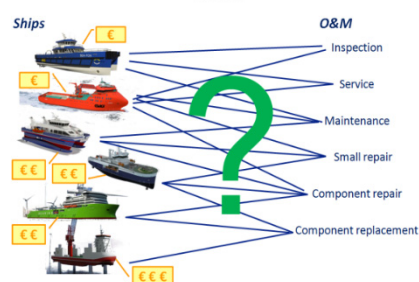 Ships
O&M
€
Inspection
€
Service
Maintenance
€ €
€ €
Small repair
Component repair
€ €
Component replacement
€ € €
?